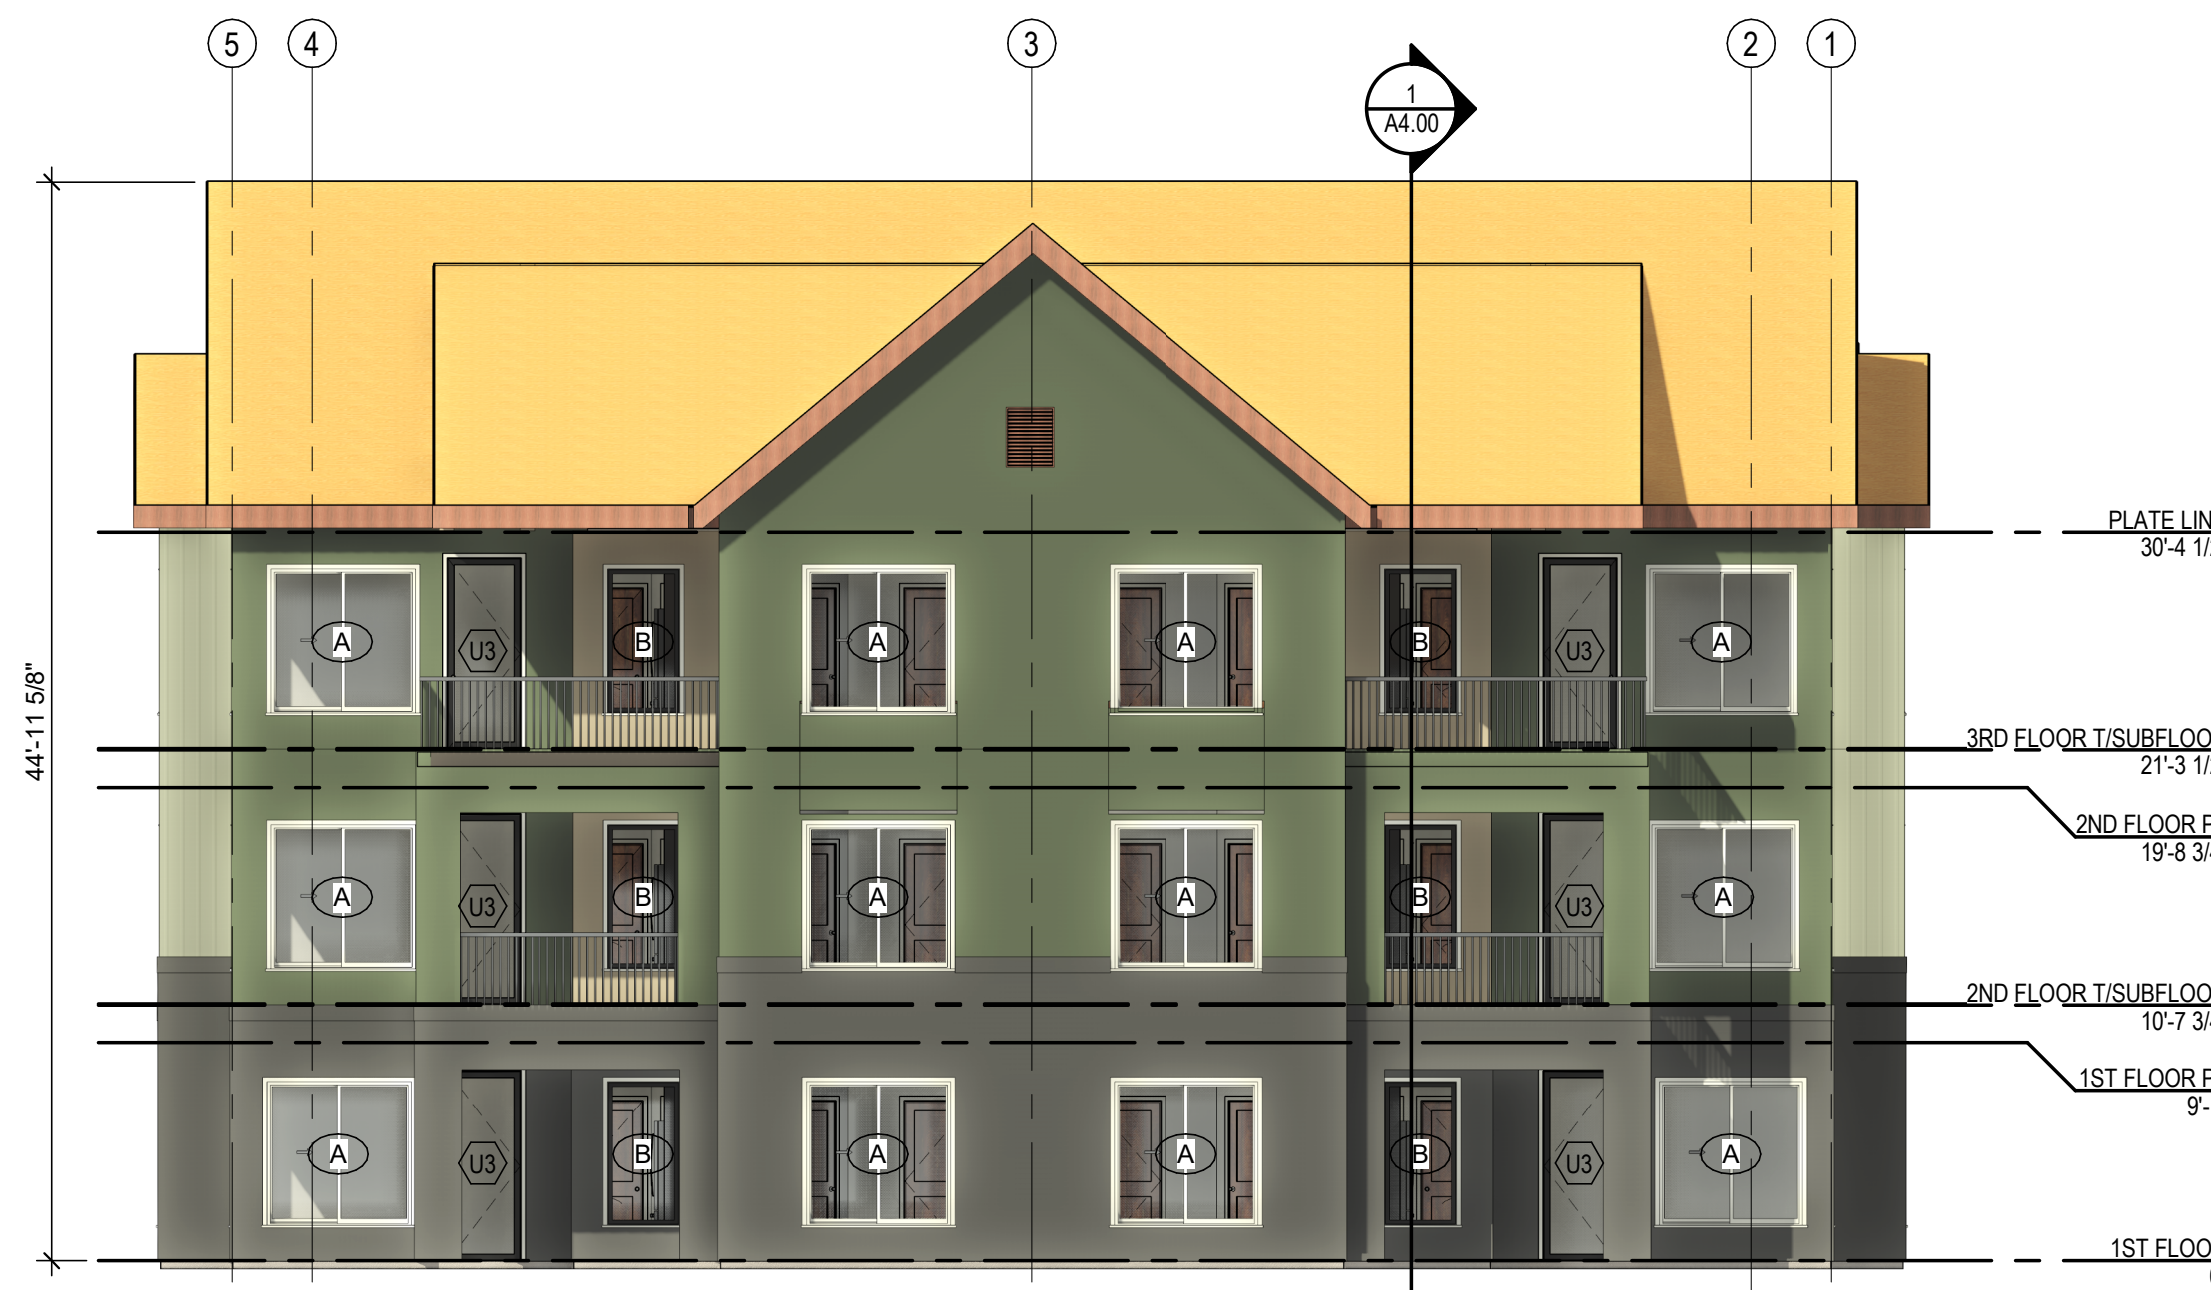 5 4 3 2 1
1
A4.00
44'-11 5/8"
PLATE LIN
30'-4 1/
A U3 B A A B U3 A
3RD FLOOR T/SUBFLOO
21'-3 1/
2ND FLOOR P
19'-8 3/
A U3 B A A B U3 A
2ND FLOOR T/SUBFLOO
10'-7 3/
1ST FLOOR P
9'-
A U3 B A A B U3 A
1ST FLOO